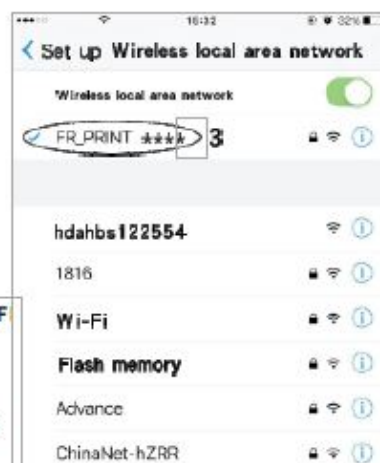 16:32 32%
Set up Wireless local area network
Wireless local area network
FR_PRINT **** 3
hdahbs122554
1816
Wi-Fi
Flash memory
Advance
ChinaNet-hZRR
F